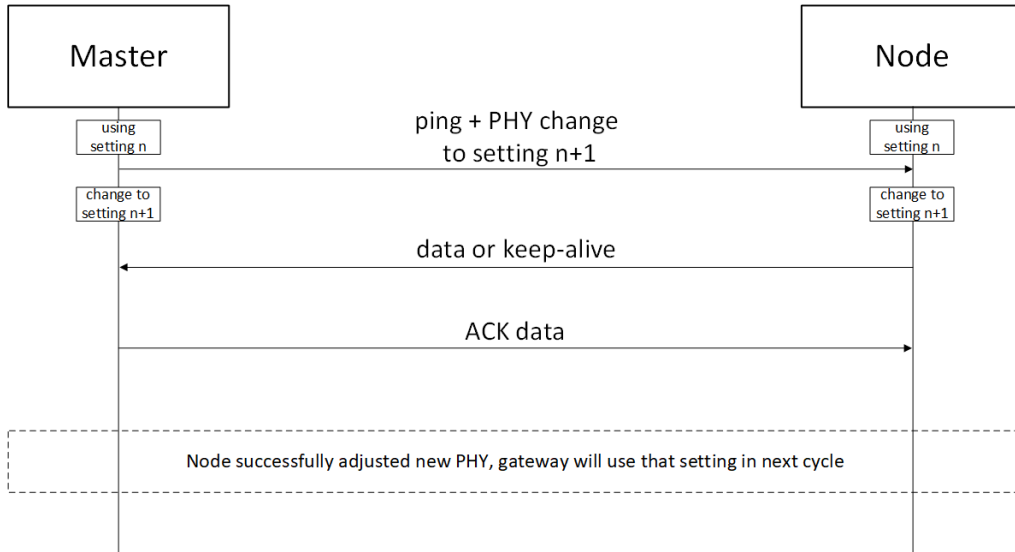 Master
Node
using
setting n
ping + PHY change
to setting n+1
using
setting n
change to
setting n+1
change to
setting n+1
data or keep-alive
ACK data
Node successfully adjusted new PHY, gateway will use that setting in next cycle